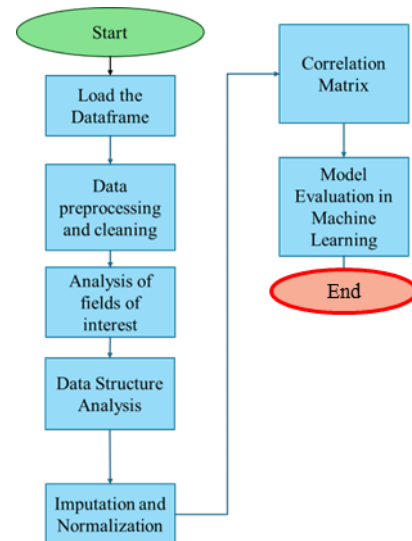 Start
Load the
Dataframe
Data
preprocessing
and cleaning
Analysis of
fields of
interest
Data Structure
Analysis
Imputation and
Normalization
Correlation
Matrix
Model
Evaluation in
Machine
Learning
End